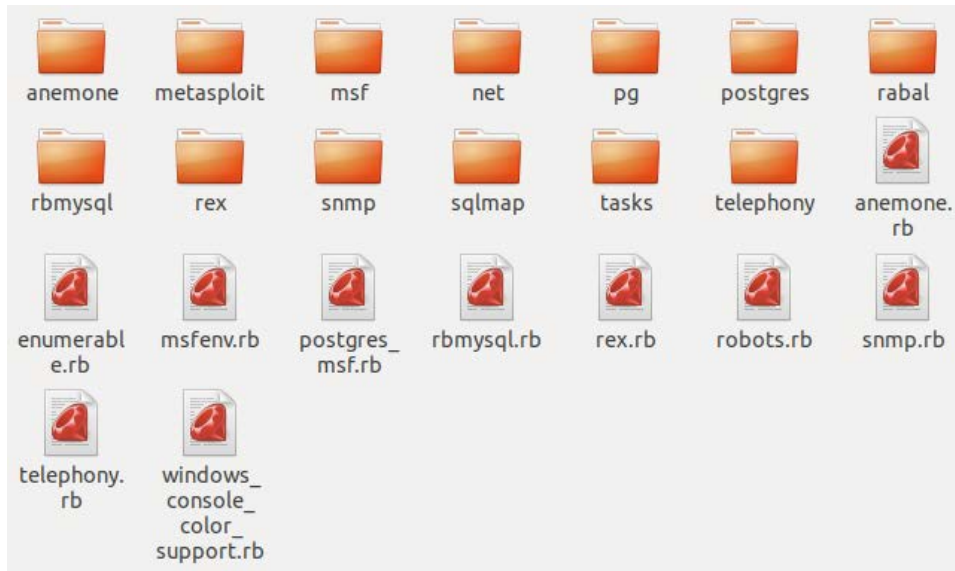 anemone metasploit msf net pg postgres rabal
rbmysql rex snmp sqlmap tasks telephony anemone.
rb
enumerabl msfenv.rb postgres_ rbmysql.rb rex.rb robots.rb snmp.rb
e.rb msf.rb
telephony. windows_
rb console_
color_
support.rb